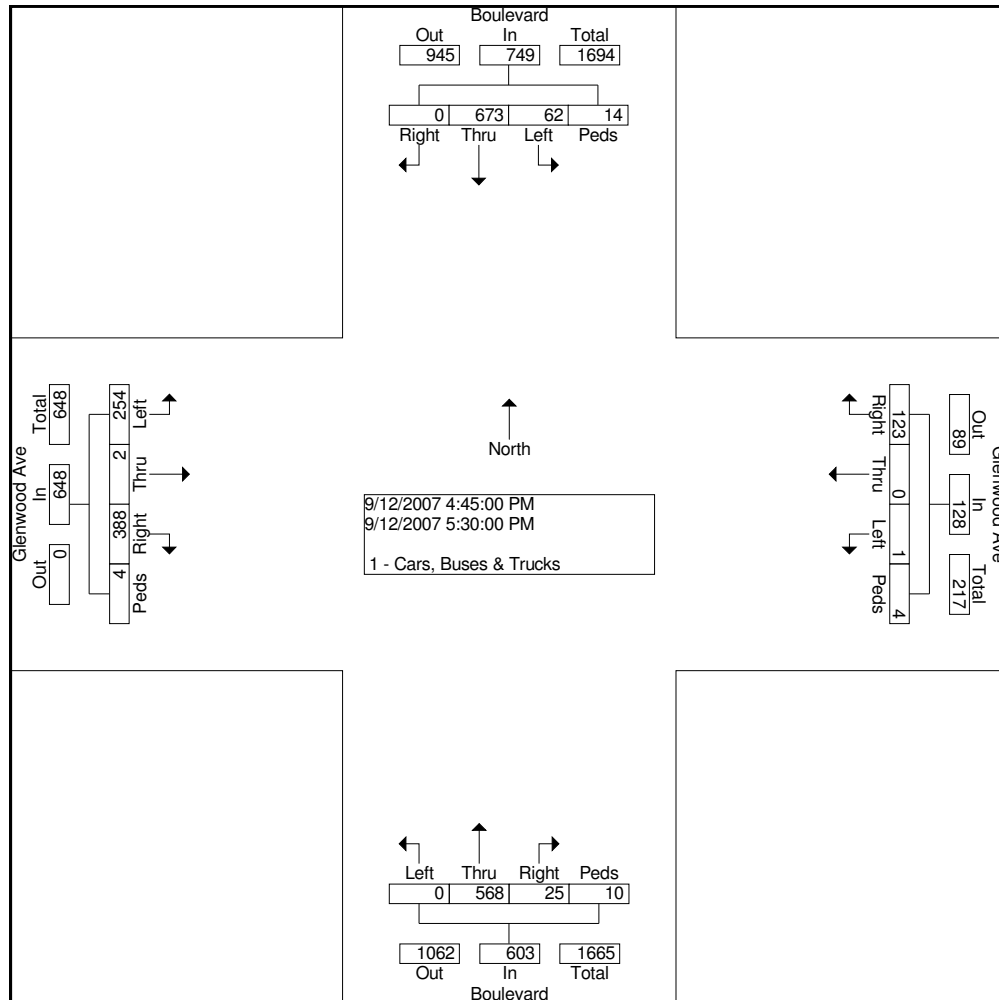 Boulevard
Out In Total
945 749 1694
0 673 62 14
Right Thru Left Peds
Glenwood Ave
Total In Out
648 648 0
254 2 388 4
Left Thru Right Peds
North
9/12/2007 4:45:00 PM
9/12/2007 5:30:00 PM
1 - Cars, Buses & Trucks
Right Thru Left Peds
123 0 1 4
Out In Total
89 128 217
Glenwood Ave
Left Thru Right Peds
0 568 25 10
1062 603 1665
Out In Total
Boulevard